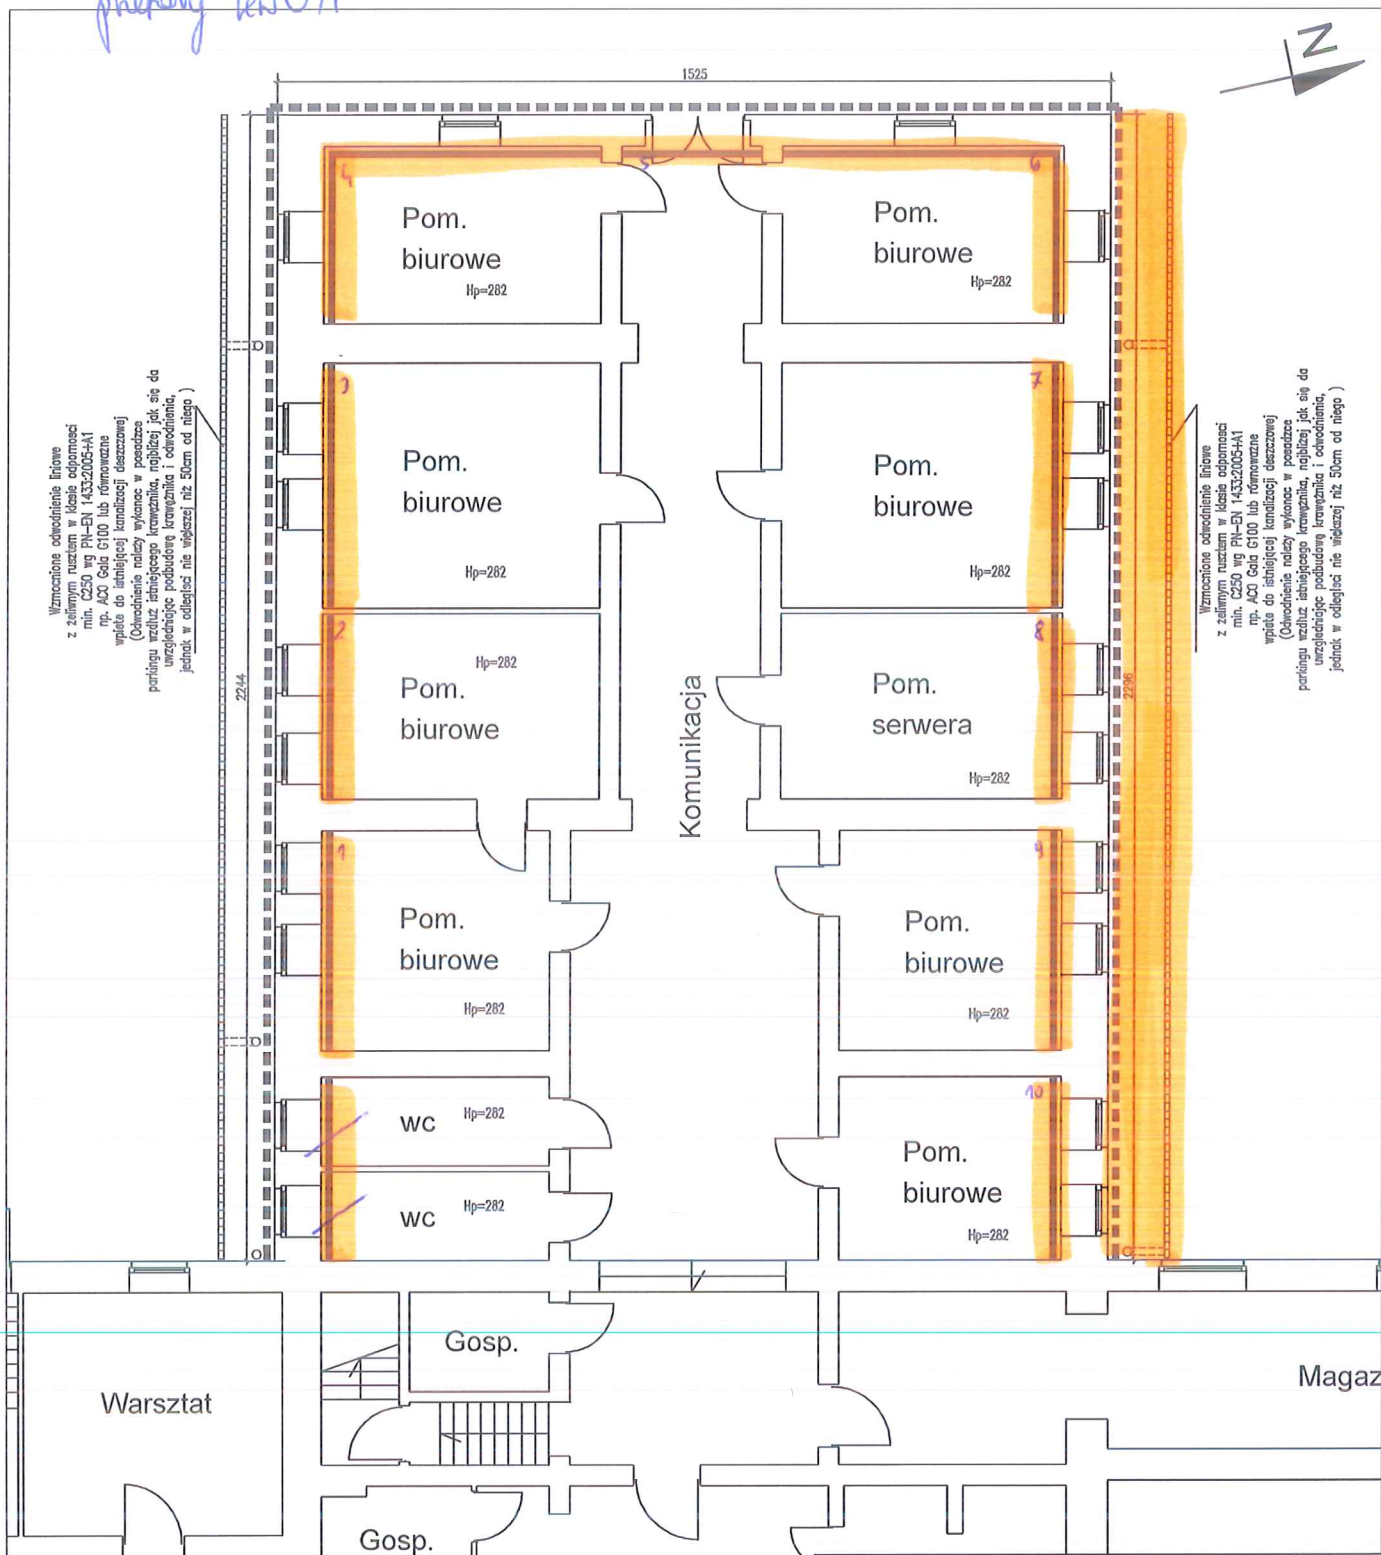 1525
N
4
5
6
Pom.
biurowe
Hp=282
Pom.
biurowe
Hp=282
Wzmocnione odwodnienie liniowe
z żeliwnym rusztem w klasie odporności
min. C250 wg PN-EN 1433:2005+A1
np. ACO Gala G100 lub równoważne
wpięte do istniejącej kanalizacji deszczowej
(Odwodnienie należy wykonac w posadzce
parkingu wzdłuż istniejącego krawężnika, najbliżej jak się da
uwzględniając podbudowę krawężnika i odwodnienia,
jednak w odległsci nie większej niż 50cm od niego )
3
Pom.
biurowe
Hp=282
7
Pom.
biurowe
Hp=282
Wzmocnione odwodnienie liniowe
z żeliwnym rusztem w klasie odporności
min. C250 wg PN-EN 1433:2005+A1
np. ACO Gala G100 lub równoważne
wpięte do istniejącej kanalizacji deszczowej
(Odwodnienie należy wykonac w posadzce
parkingu wzdłuż istniejącego krawężnika, najbliżej jak się da
uwzględniając podbudowę krawężnika i odwodnienia,
jednak w odległsci nie większej niż 50cm od niego )
2244
2
Hp=282
Pom.
biurowe
Komunikacja
8
Pom.
serwera
Hp=282
2296
1
Pom.
biurowe
Hp=282
9
Pom.
biurowe
Hp=282
wc
Hp=282
wc
Hp=282
10
Pom.
biurowe
Hp=282
Warsztat
Gosp.
Magaz
Gosp.